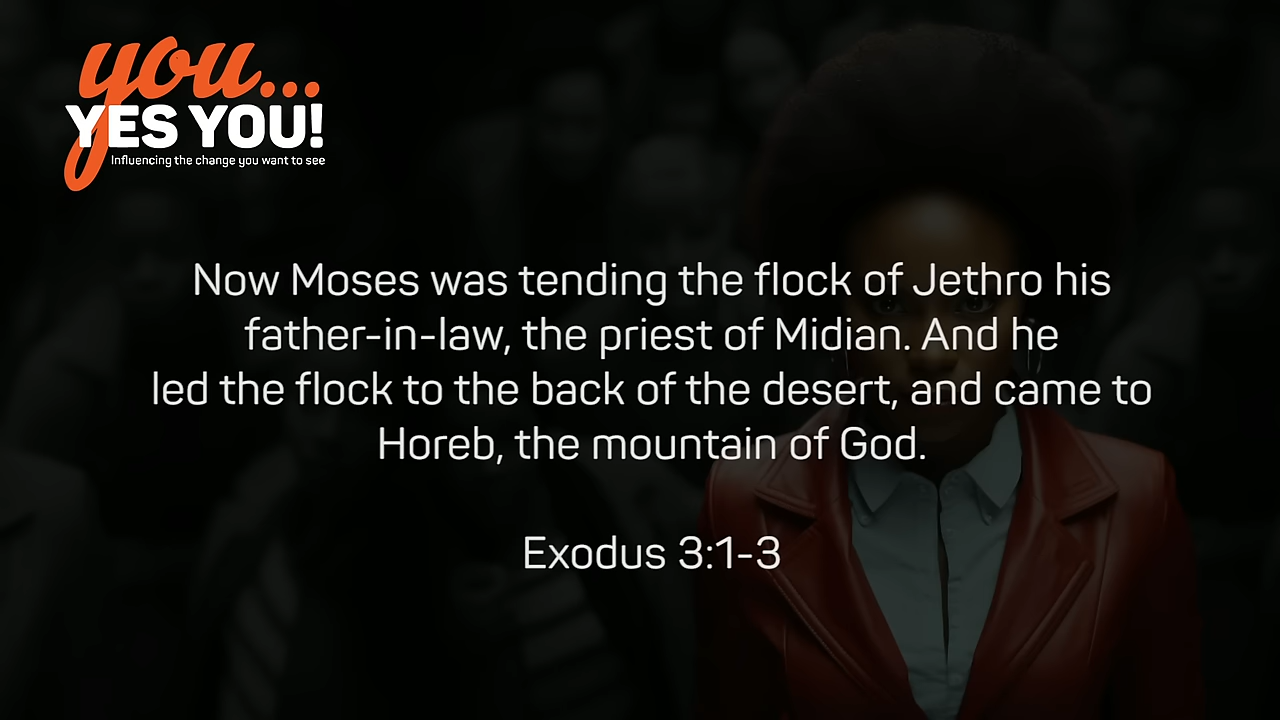 you...
YES YOU!
Influencing the change you want to see
Now Moses was tending the flock of Jethro his
father-in-law, the priest of Midian. And he
led the flock to the back of the desert, and came to
Horeb, the mountain of God.
Exodus 3:1-3